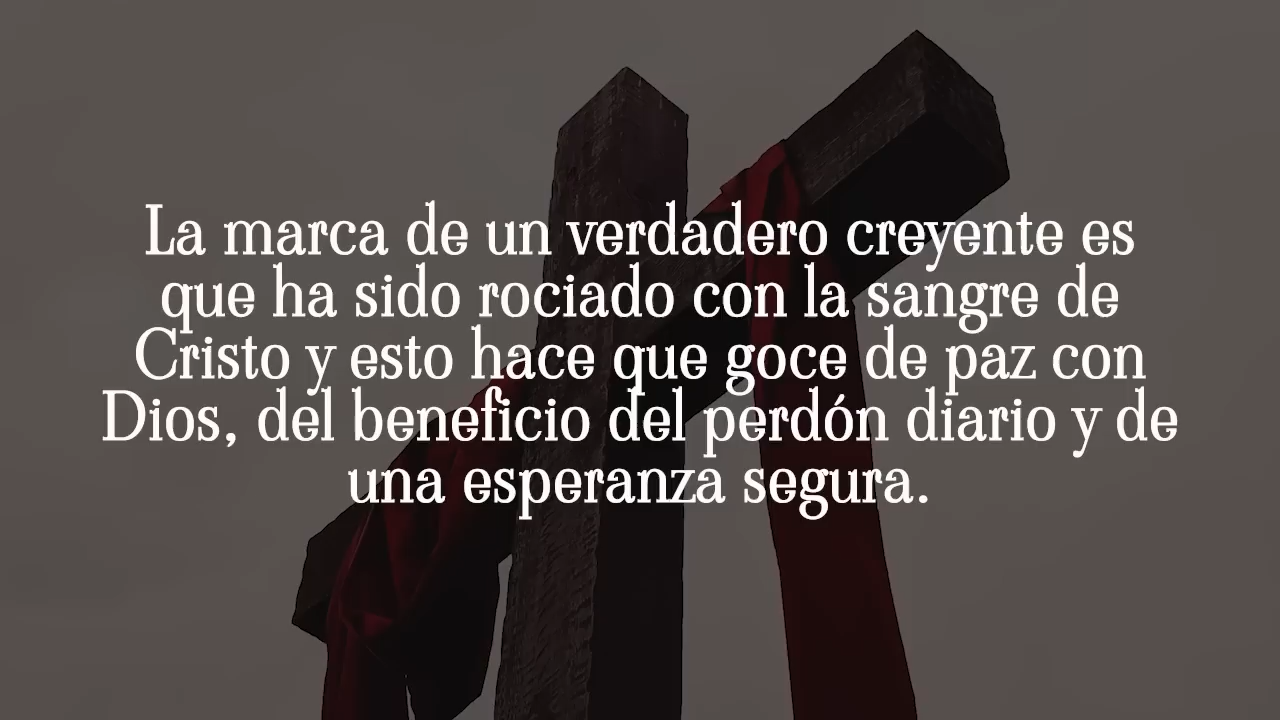 La marca de un verdadero creyente es
que ha sido rociado con la sangre de
Cristo y esto hace que goce de paz con
Dios, del beneficio del perdón diario y de
una esperanza segura.